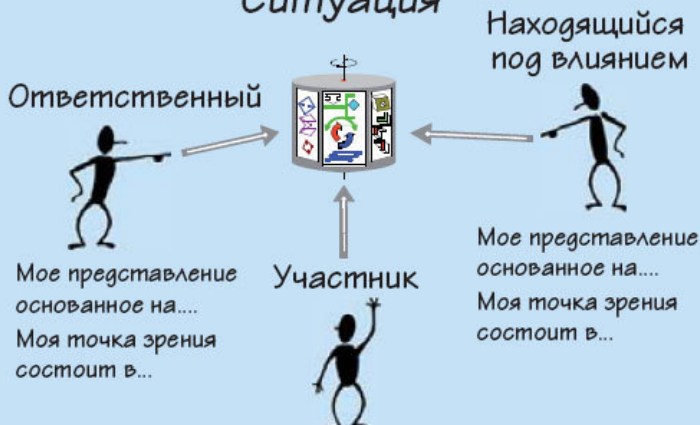 Ситуация
Находящийся
под влиянием
Ответственный
Мое представление
основанное на....
Моя точка зрения
состоит в...
Участник
Мое представление
основанное на....
Моя точка зрения
состоит в...